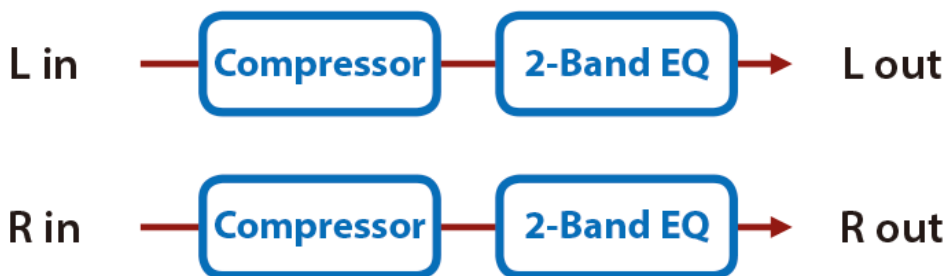 L in Compressor 2-Band EQ L out
R in Compressor 2-Band EQ R out